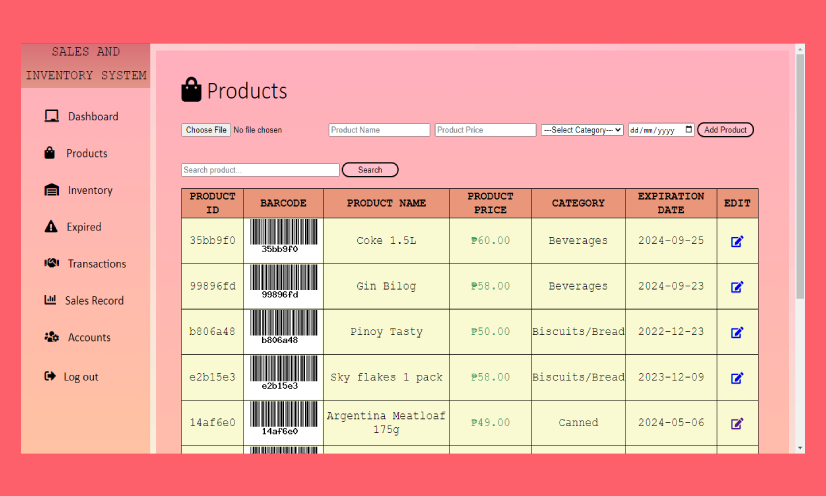 SALES AND
INVENTORY SYSTEM
Dashboard
Products
Inventory
Expired
Transactions
Sales Record
Accounts
Log out
Products
Choose File No file chosen Product Name Product Price ---Select Category--- dd/mm/yyyy Add Product
Search product... Search
PRODUCT ID BARCODE PRODUCT NAME PRODUCT PRICE CATEGORY EXPIRATION DATE EDIT
35bb9f0 35bb9f0 Coke 1.5L ₱60.00 Beverages 2024-09-25
99896fd 99896fd Gin Bilog ₱58.00 Beverages 2024-09-23
b806a48 b806a48 Pinoy Tasty ₱50.00 Biscuits/Bread 2022-12-23
e2b15e3 e2b15e3 Sky flakes 1 pack ₱58.00 Biscuits/Bread 2023-12-09
14af6e0 14af6e0 Argentina Meatloaf 175g ₱49.00 Canned 2024-05-06